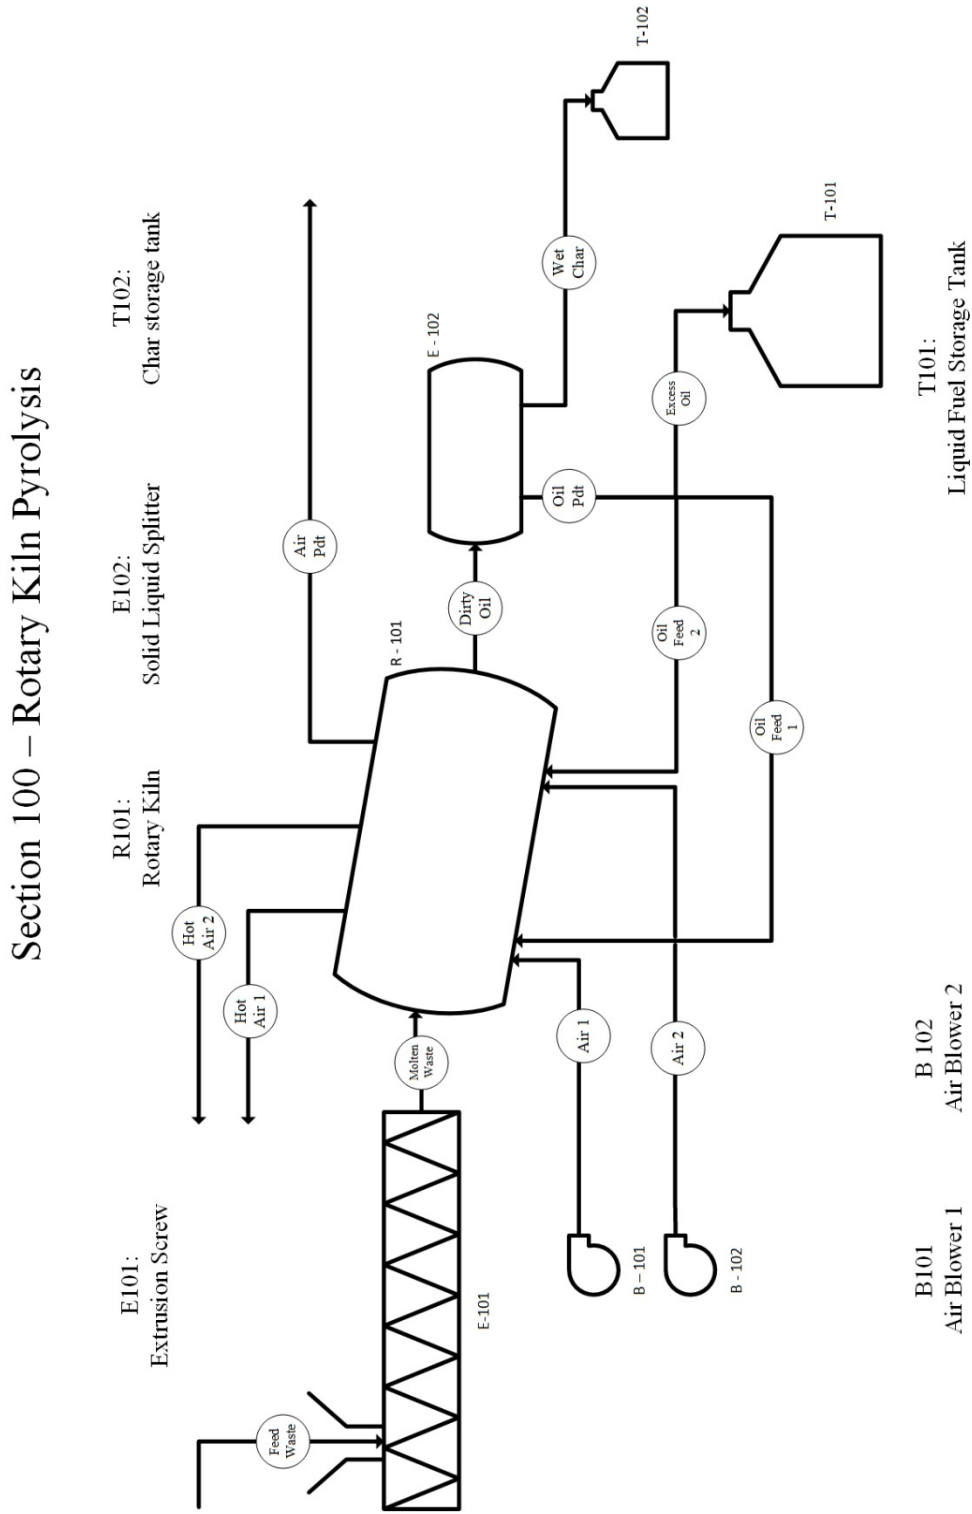 Section 100 – Rotary Kiln Pyrolysis
E101:
Extrusion Screw
R101:
Rotary Kiln
E102:
Solid Liquid Splitter
T102:
Char storage tank
Hot
Air 2
Hot
Air 1
Air
Pdt
Feed
Waste
Molten
Waste
R - 101
Dirty
Oil
E - 102
E-101
Oil
Pdt
Wet
Char
T-102
Air 1
B – 101
Air 2
B - 102
Oil
Feed
2
Excess
Oil
Oil
Feed
1
T-101
B101
Air Blower 1
B 102
Air Blower 2
T101:
Liquid Fuel Storage Tank